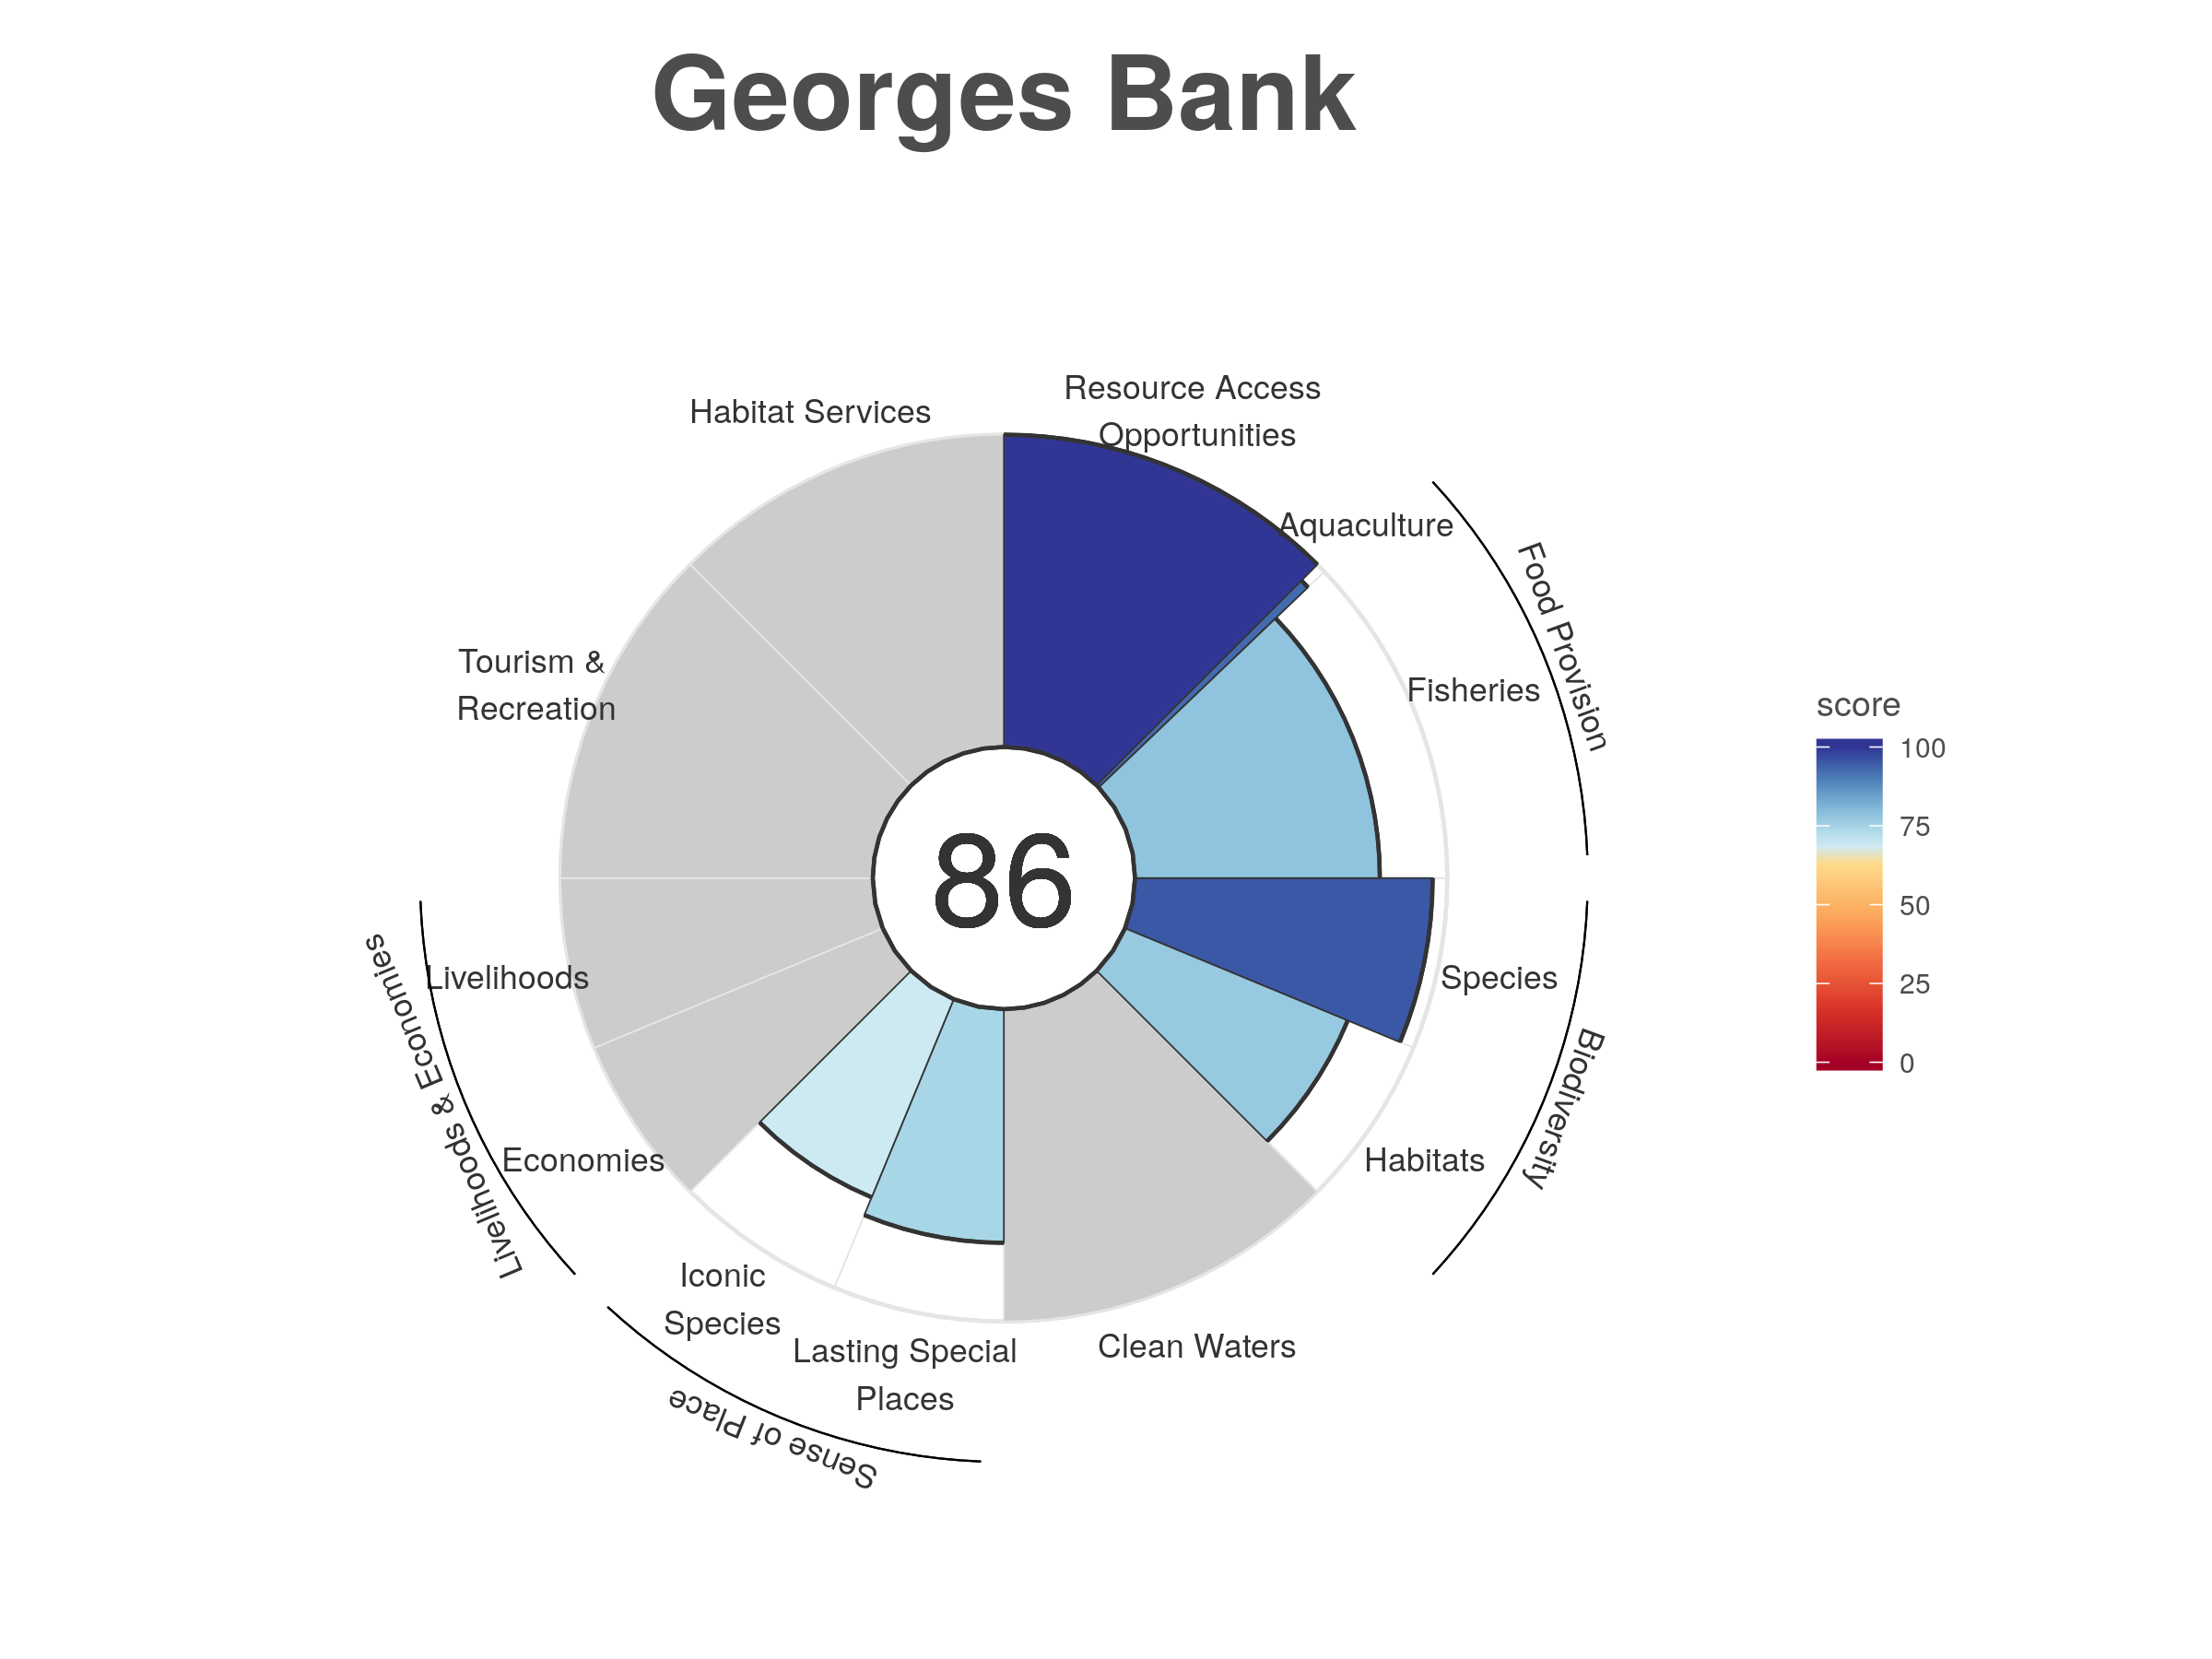 Georges Bank
Resource Access
Opportunities
Habitat Services
Aquaculture
Food Provision
Tourism &
Recreation
Fisheries
score
100
75
50
25
0
86
Livelihoods
Species
Livelihoods & Economies
Biodiversity
Economies
Habitats
Iconic
Species
Lasting Special
Places
Clean Waters
Sense of Place